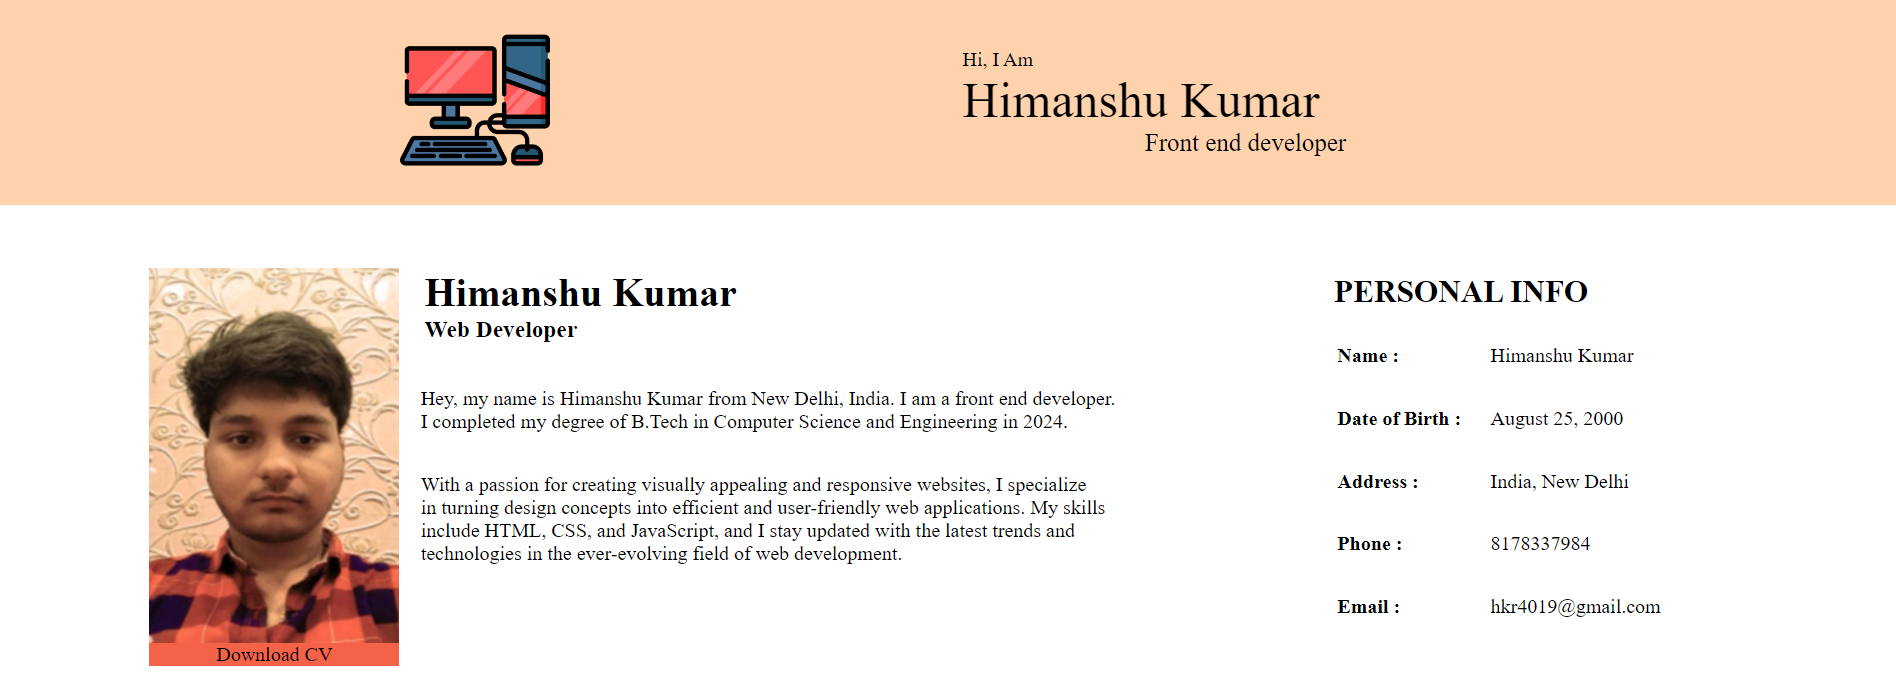 Hi, I Am
Himanshu Kumar
Front end developer
Himanshu Kumar
Web Developer
Hey, my name is Himanshu Kumar from New Delhi, India. I am a front end developer.
I completed my degree of B.Tech in Computer Science and Engineering in 2024.
With a passion for creating visually appealing and responsive websites, I specialize
in turning design concepts into efficient and user-friendly web applications. My skills
include HTML, CSS, and JavaScript, and I stay updated with the latest trends and
technologies in the ever-evolving field of web development.
Download CV
PERSONAL INFO
Name : Himanshu Kumar
Date of Birth : August 25, 2000
Address : India, New Delhi
Phone : 8178337984
Email : hkr4019@gmail.com